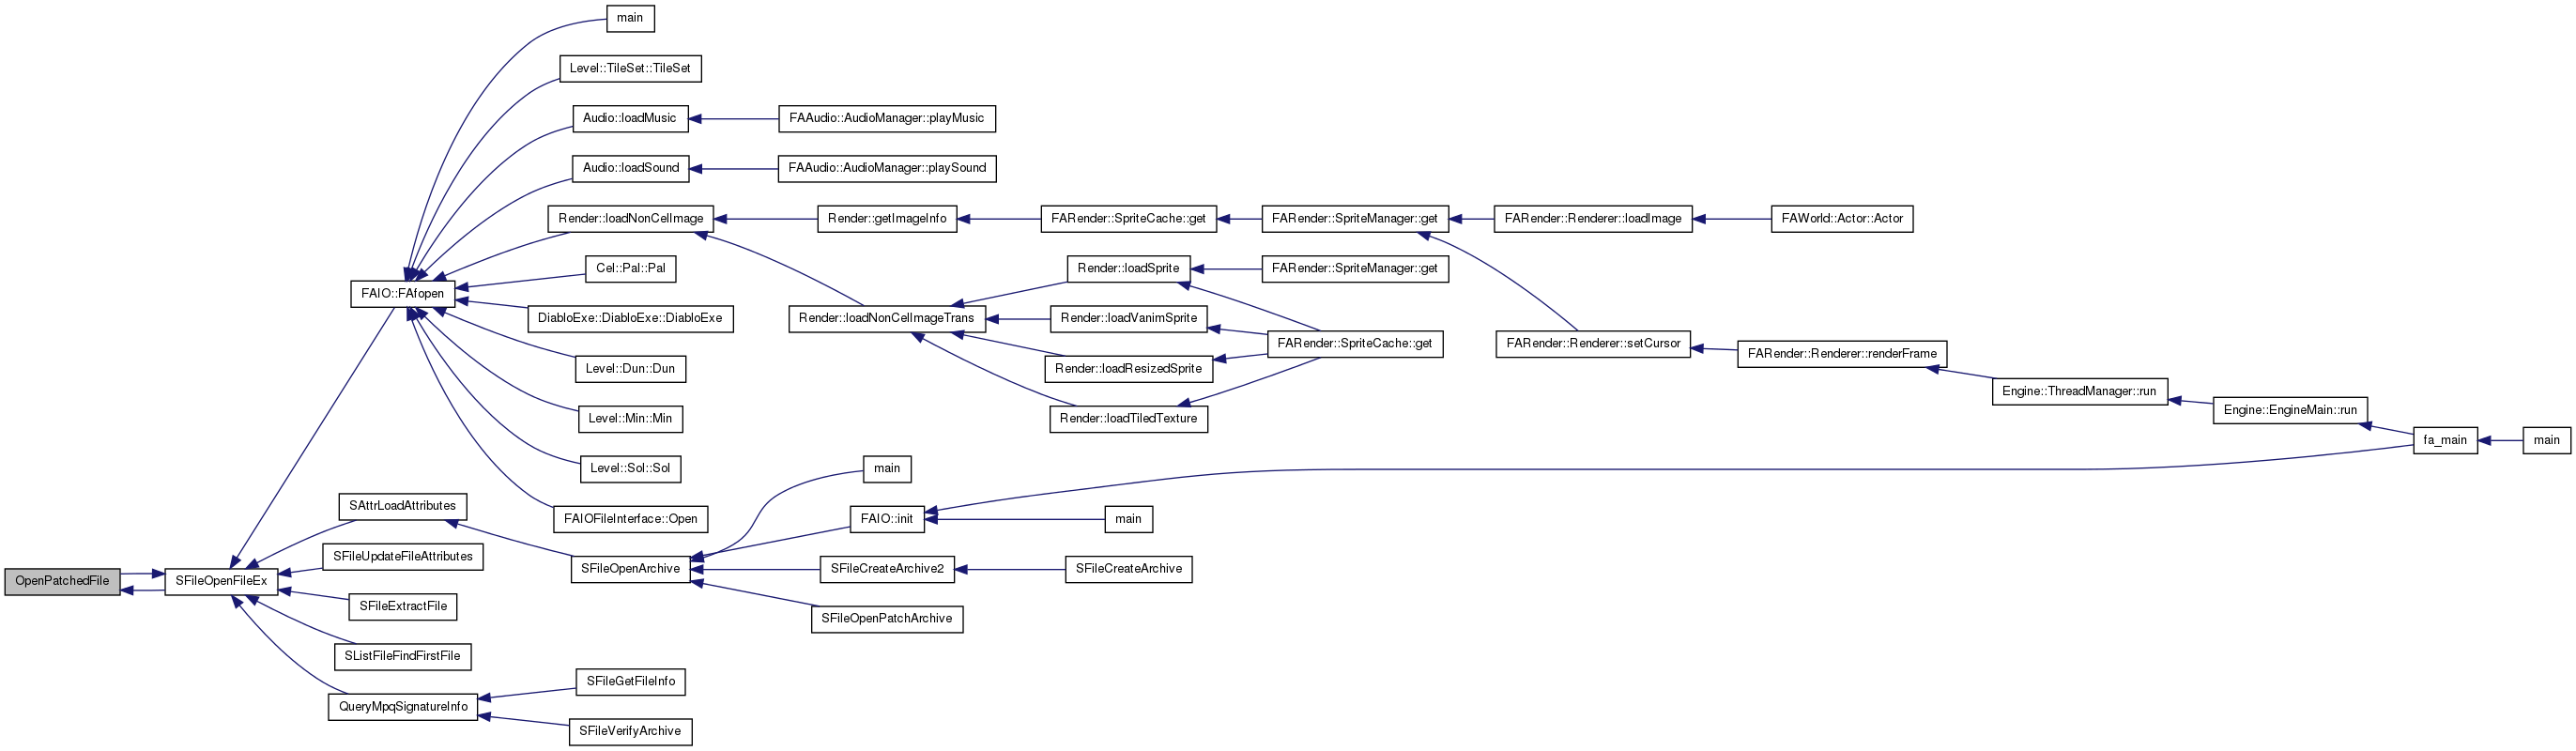 main
Level::TileSet::TileSet
Audio::loadMusic
FAAudio::AudioManager::playMusic
Audio::loadSound
FAAudio::AudioManager::playSound
Render::loadNonCelImage
Render::getImageInfo
FARender::SpriteCache::get
FARender::SpriteManager::get
FARender::Renderer::loadImage
FAWorld::Actor::Actor
Cel::Pal::Pal
Render::loadSprite
FARender::SpriteManager::get
FAIO::FAfopen
DiabloExe::DiabloExe::DiabloExe
Render::loadNonCelImageTrans
Render::loadVanimSprite
FARender::SpriteCache::get
FARender::Renderer::setCursor
FARender::Renderer::renderFrame
Level::Dun::Dun
Render::loadResizedSprite
Engine::ThreadManager::run
Level::Min::Min
Render::loadTiledTexture
Engine::EngineMain::run
fa_main
main
Level::Sol::Sol
main
SAttrLoadAttributes
FAIOFileInterface::Open
FAIO::init
main
SFileUpdateFileAttributes
OpenPatchedFile
SFileOpenFileEx
SFileOpenArchive
SFileCreateArchive2
SFileCreateArchive
SFileExtractFile
SFileOpenPatchArchive
SListFileFindFirstFile
SFileGetFileInfo
QueryMpqSignatureInfo
SFileVerifyArchive